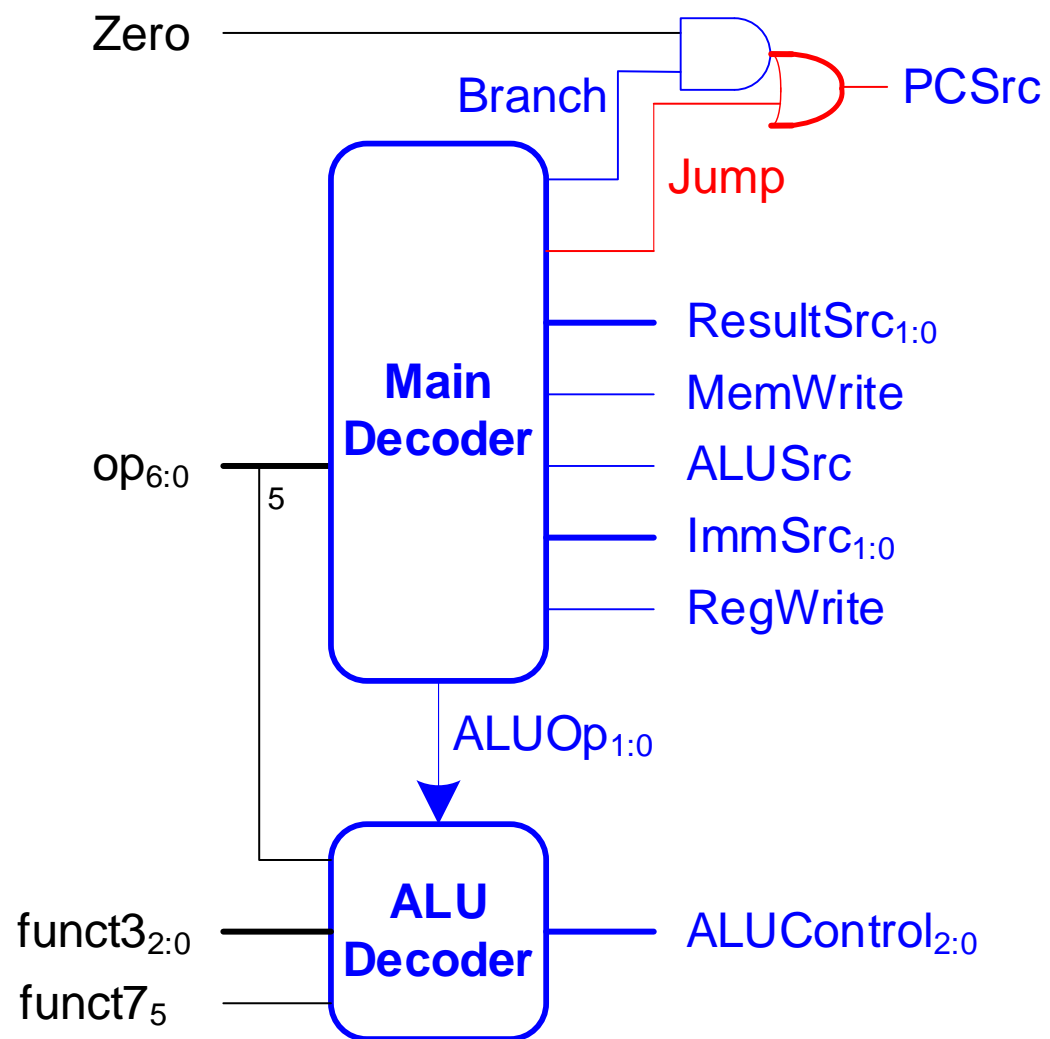 Zero
Branch
PCSrc
Jump
ResultSrc1:0
Main
Decoder
MemWrite
op6:0
5
ALUSrc
ImmSrc1:0
RegWrite
ALUOp1:0
ALU
Decoder
funct32:0
ALUControl2:0
funct75